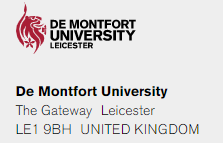 DE MONTFORT
UNIVERSITY
LEICESTER
De Montfort University
The Gateway Leicester
LE1 9BH UNITED KINGDOM